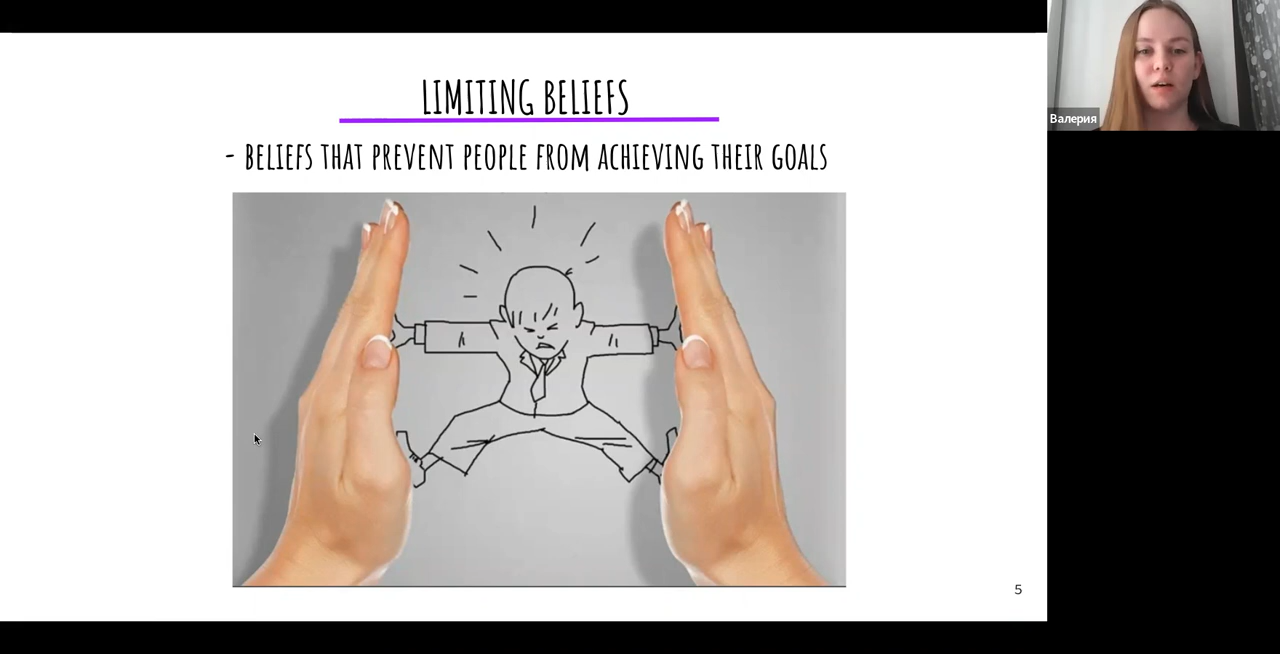 LIMITING BELIEFS
- BELIEFS THAT PREVENT PEOPLE FROM ACHIEVING THEIR GOALS
Валерия
5